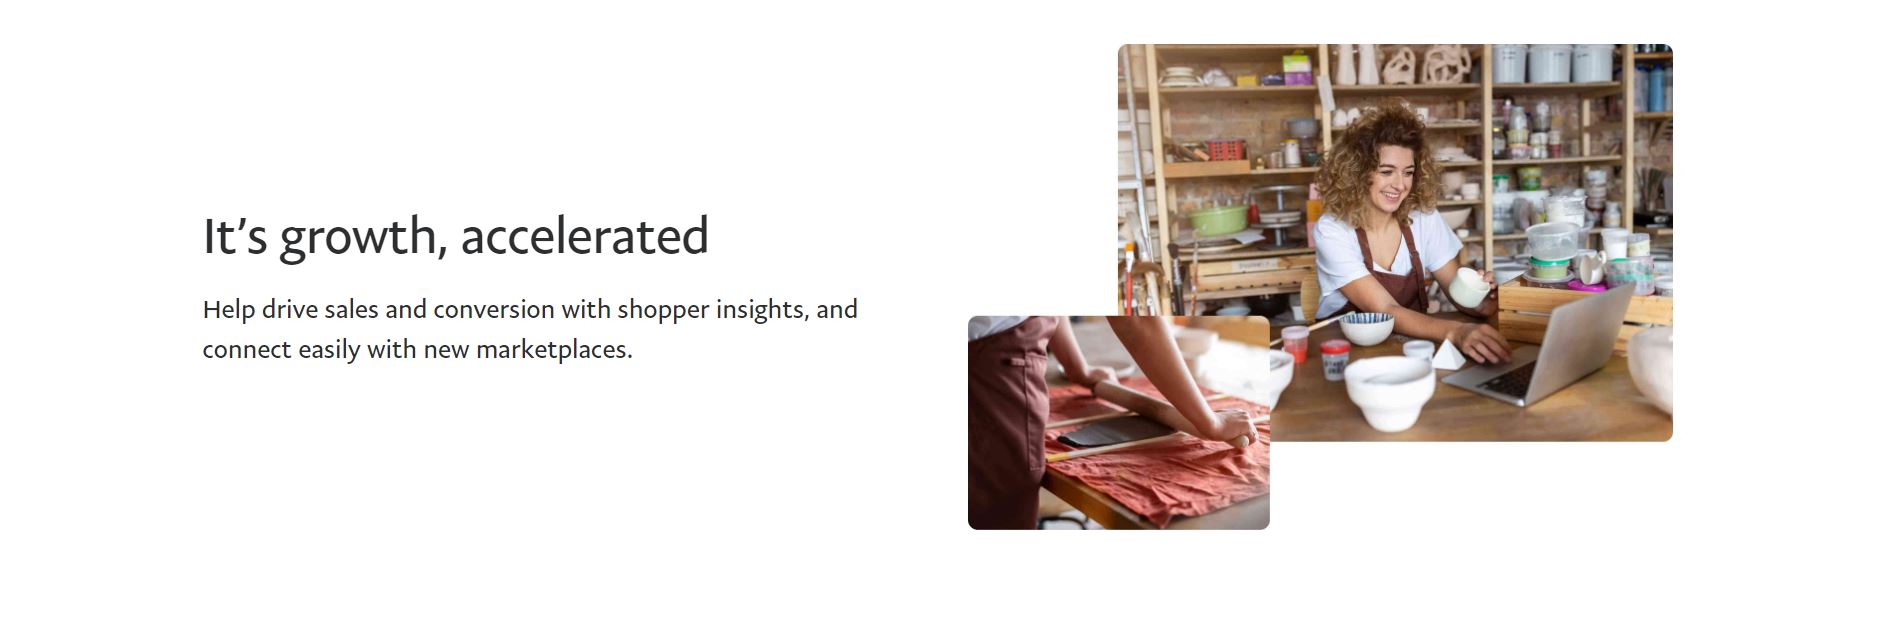 It’s growth, accelerated
Help drive sales and conversion with shopper insights, and
connect easily with new marketplaces.